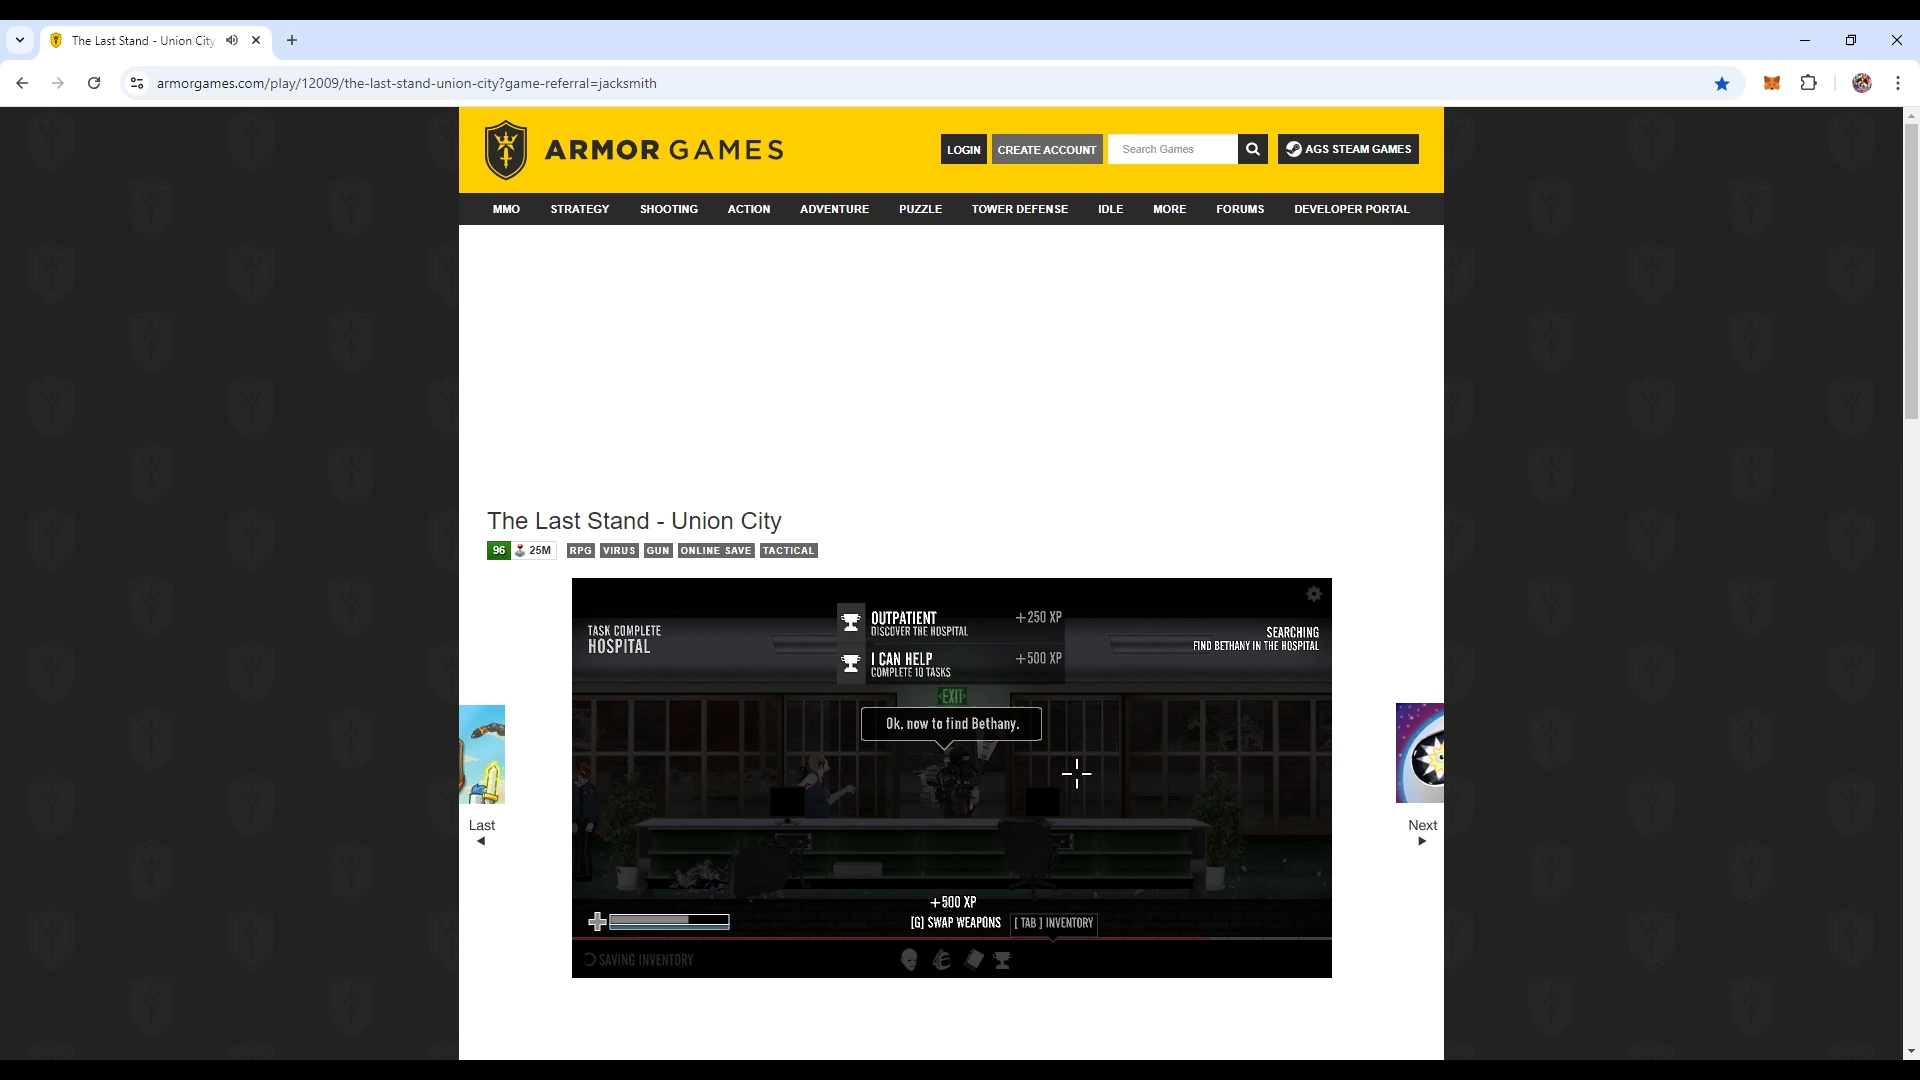 The Last Stand - Union City
armorgames.com/play/12009/the-last-stand-union-city?game-referral=jacksmith
ARMOR GAMES
LOGIN
CREATE ACCOUNT
Search Games
AGS STEAM GAMES
MMO STRATEGY SHOOTING ACTION ADVENTURE PUZZLE TOWER DEFENSE IDLE MORE FORUMS DEVELOPER PORTAL
The Last Stand - Union City
96 25M RPG VIRUS GUN ONLINE SAVE TACTICAL
TASK COMPLETE
HOSPITAL
OUTPATIENT +250 XP
DISCOVER THE HOSPITAL
I CAN HELP +500 XP
COMPLETE 10 TASKS
SEARCHING
FIND BETHANY IN THE HOSPITAL
EXIT
Ok, now to find Bethany.
Last
Next
+500 XP
[G] SWAP WEAPONS [ TAB ] INVENTORY
SAVING INVENTORY